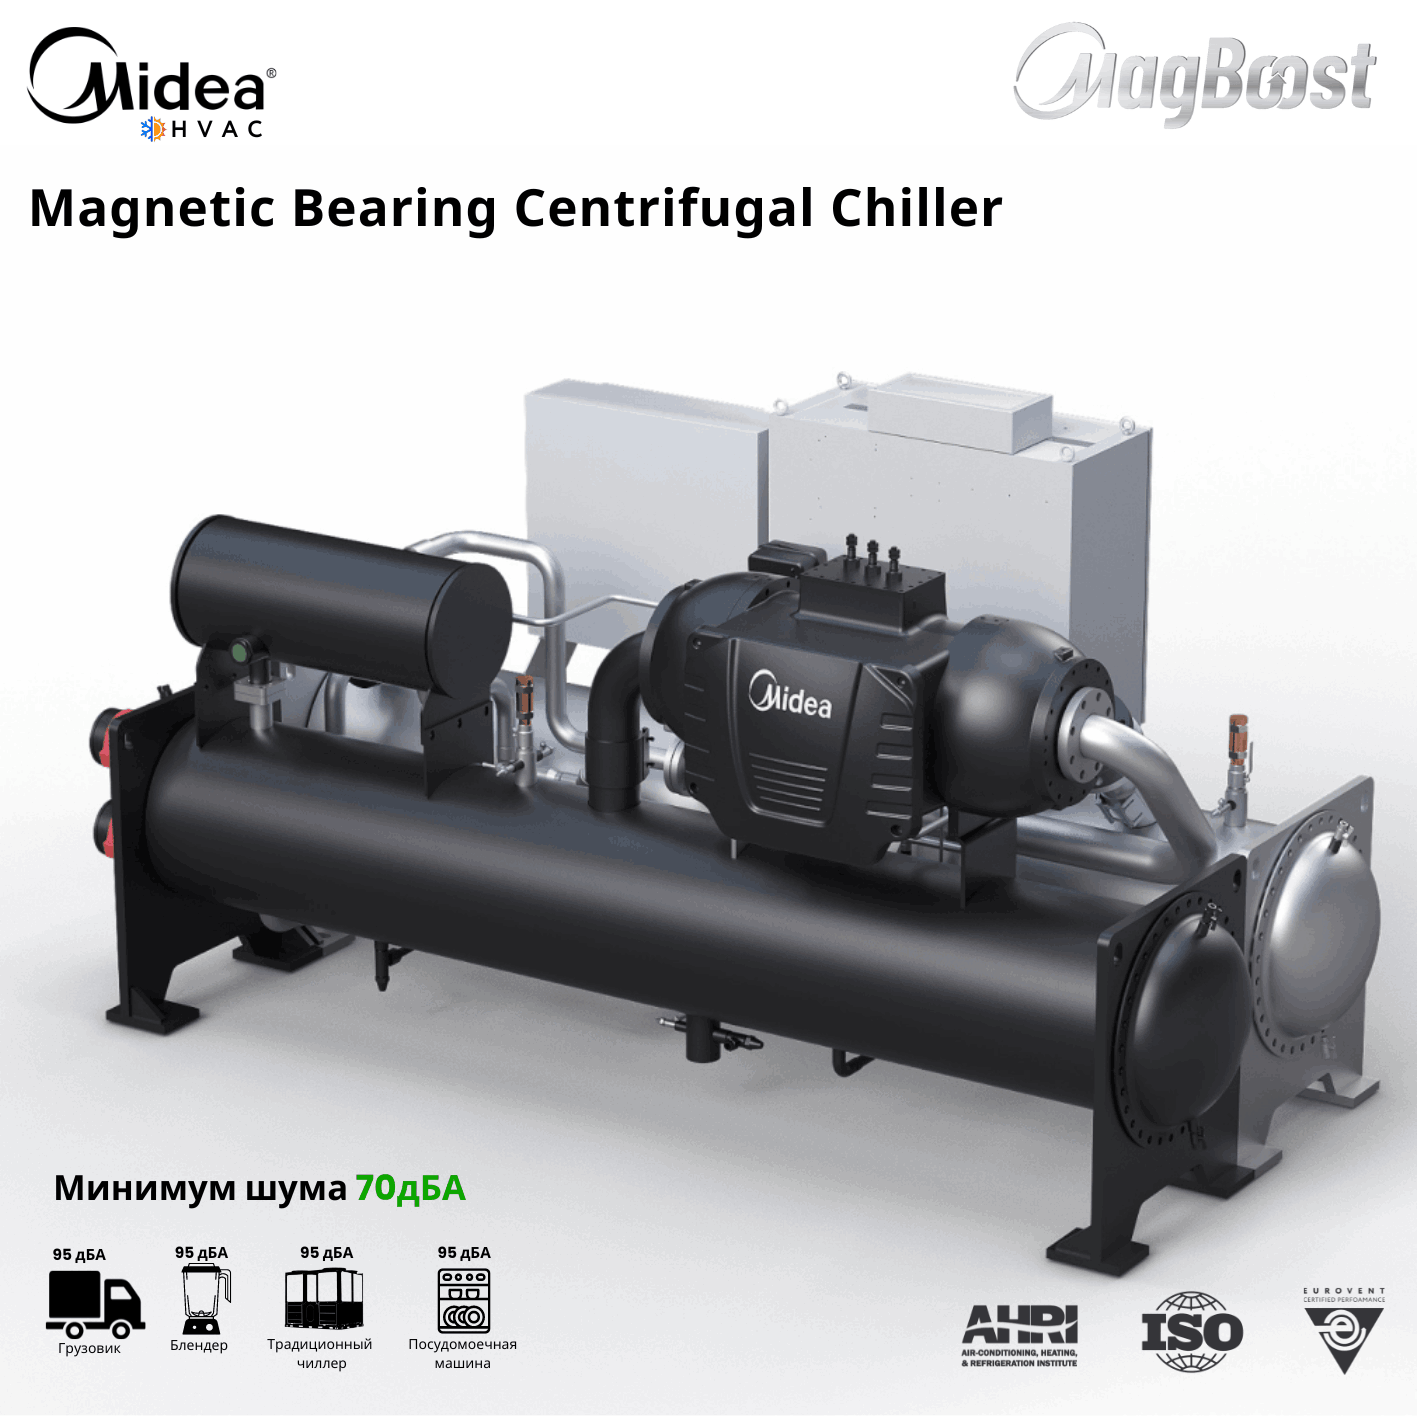 Midea®
HVAC
MagBoost
Magnetic Bearing Centrifugal Chiller
Midea
Минимум шума 70дБА
95 дБА
Грузовик
95 дБА
Блендер
95 дБА
Традиционный
чиллер
95 дБА
Посудомоечная
машина
AHRI
AIR-CONDITIONING, HEATING,
& REFRIGERATION INSTITUTE
ISO
EUROVENT
CERTIFIED PERFOAMANCE